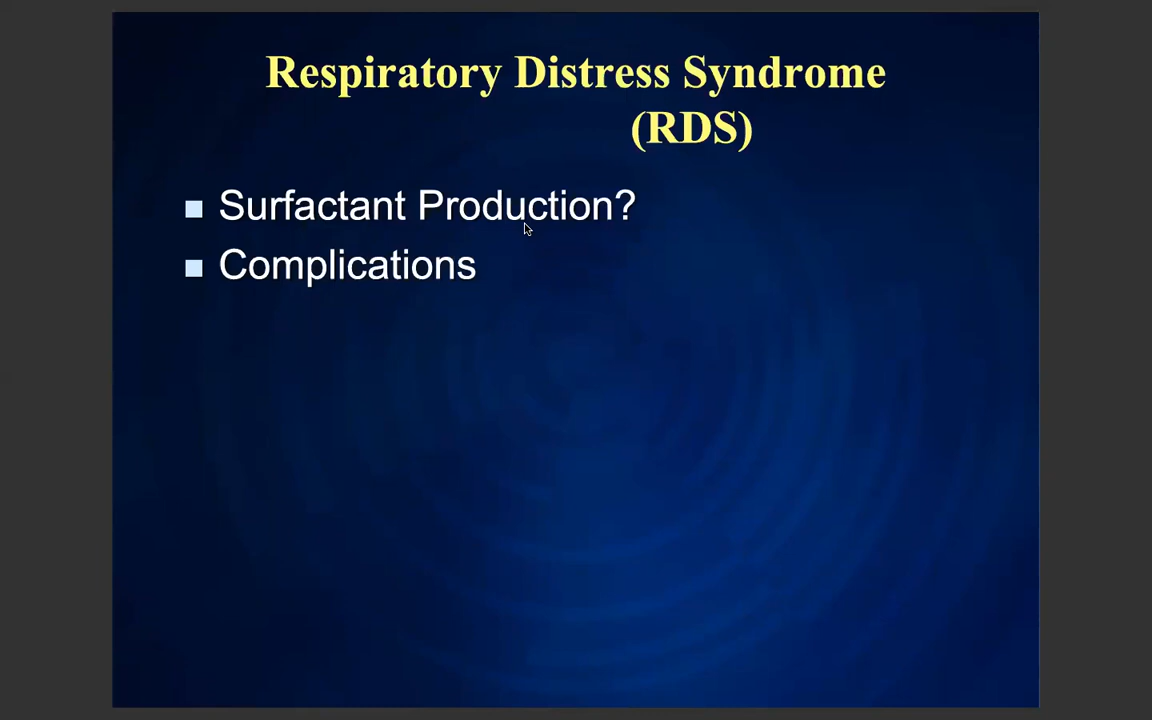 Respiratory Distress Syndrome
(RDS)
Surfactant Production?
Complications